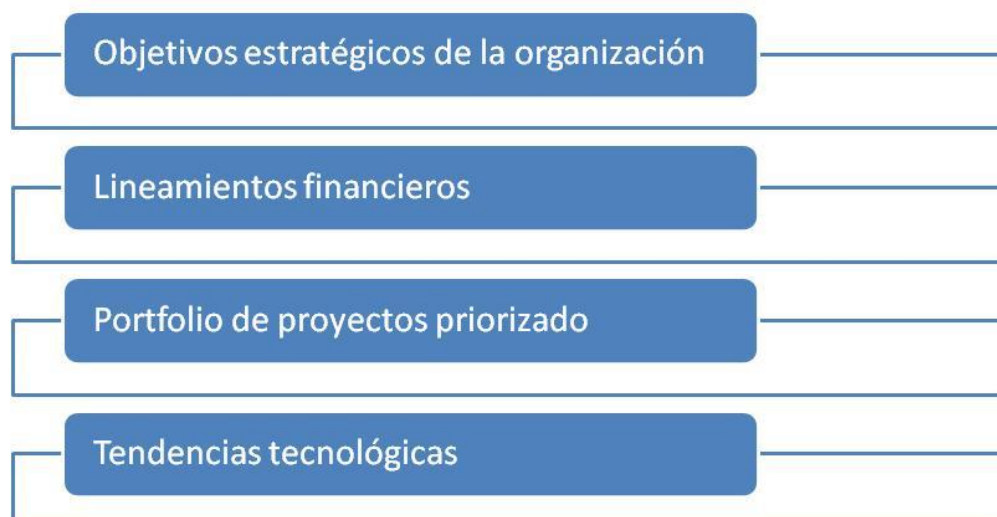 Objetivos estratégicos de la organización
Lineamientos financieros
Portfolio de proyectos priorizado
Tendencias tecnológicas